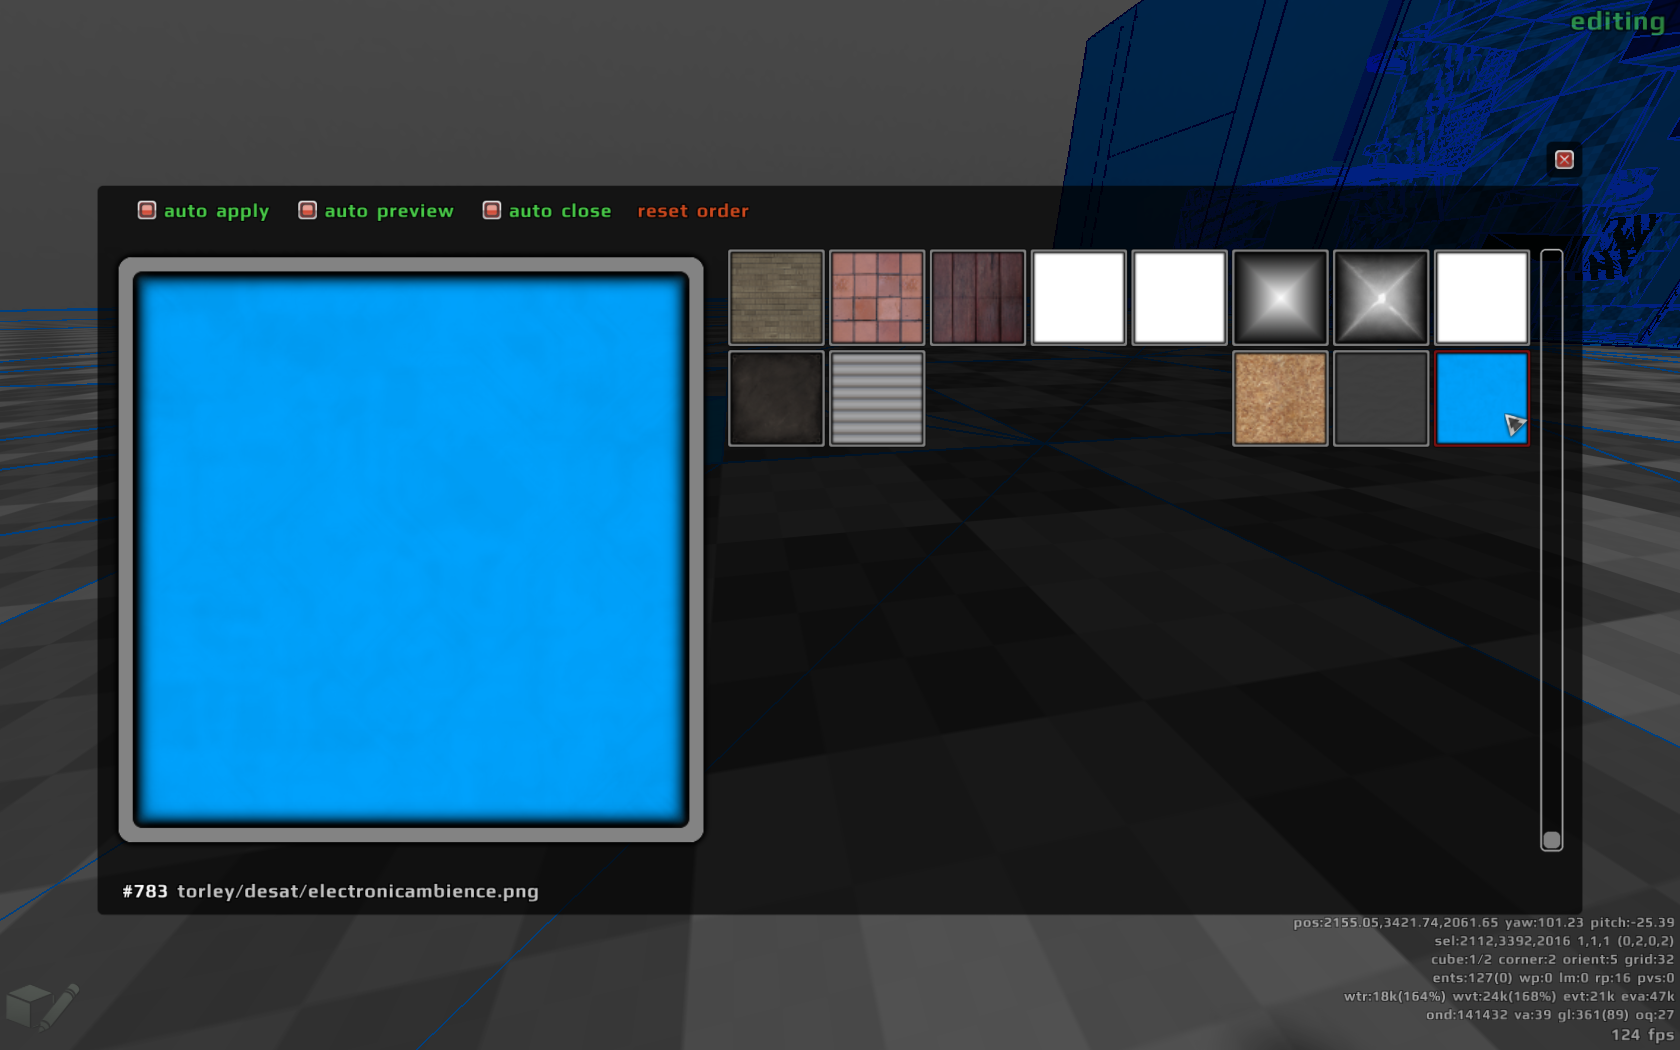 editing
auto apply auto preview auto close reset order
#783 torley/desat/electronicambience.png
pos:2155.05,3421.74,2061.65 yaw:101.23 pitch:-25.39
sel:2112,3392,2016 1,1,1 (0,2,0,2)
cube:1/2 corner:2 orient:5 grid:32
ents:127(0) wp:0 lm:0 rp:16 pvs:0
wtr:18k(164%) wvt:24k(168%) evt:21k eva:47k
ond:141432 va:39 gl:361(89) oq:27
124 fps